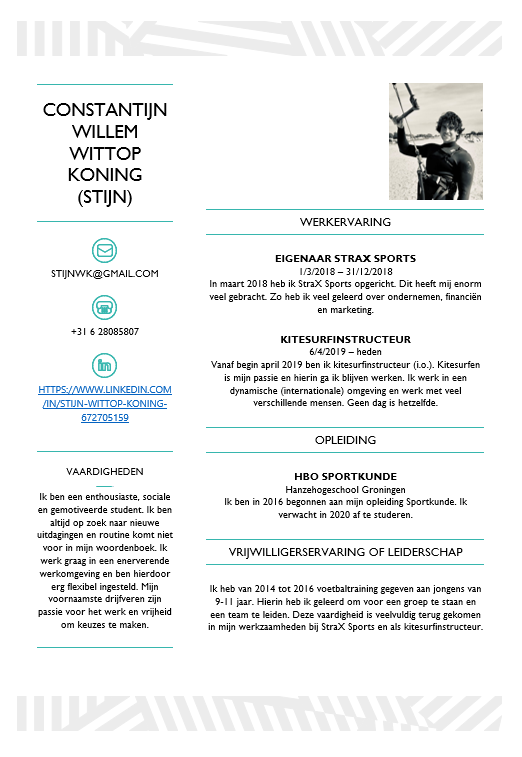 CONSTANTIJN
WILLEM
WITTOP
KONING
(STIJN)
STIJNWK@GMAIL.COM
+31 6 28085807
HTTPS://WWW.LINKEDIN.COM
/IN/STIJN-WITTOP-KONING-
672705159
VAARDIGHEDEN
Ik ben een enthousiaste, sociale
en gemotiveerde student. Ik ben
altijd op zoek naar nieuwe
uitdagingen en routine komt niet
voor in mijn woordenboek. Ik
werk graag in een enerverende
werkomgeving en ben hierdoor
erg flexibel ingesteld. Mijn
voornaamste drijfveren zijn
passie voor het werk en vrijheid
om keuzes te maken.
WERKERVARING
EIGENAAR STRAX SPORTS
1/3/2018 – 31/12/2018
In maart 2018 heb ik StraX Sports opgericht. Dit heeft mij enorm
veel gebracht. Zo heb ik veel geleerd over ondernemen, financiën
en marketing.
KITESURFINSTRUCTEUR
6/4/2019 – heden
Vanaf begin april 2019 ben ik kitesurfinstructeur (i.o.). Kitesurfen
is mijn passie en hierin ga ik blijven werken. Ik werk in een
dynamische (internationale) omgeving en werk met veel
verschillende mensen. Geen dag is hetzelfde.
OPLEIDING
HBO SPORTKUNDE
Hanzehogeschool Groningen
Ik ben in 2016 begonnen aan mijn opleiding Sportkunde. Ik
verwacht in 2020 af te studeren.
VRIJWILLIGERSERVARING OF LEIDERSCHAP
Ik heb van 2014 tot 2016 voetbaltraining gegeven aan jongens van
9-11 jaar. Hierin heb ik geleerd om voor een groep te staan en
een team te leiden. Deze vaardigheid is veelvuldig terug gekomen
in mijn werkzaamheden bij StraX Sports en als kitesurfinstructeur.